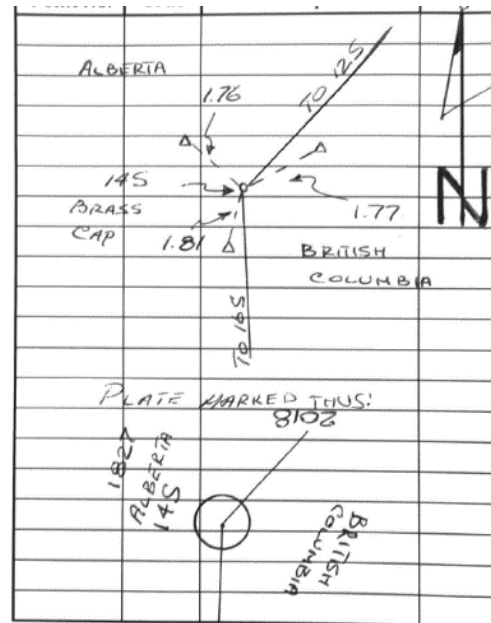 ALBERTA
TO 12S
1.76
14S
BRASS
CAP
1.77
1.81
BRITISH
COLUMBIA
TO 16S
N
PLATE MARKED THUS:
2018
1827
ALBERTA
14S
BRITISH
COLUMBIA